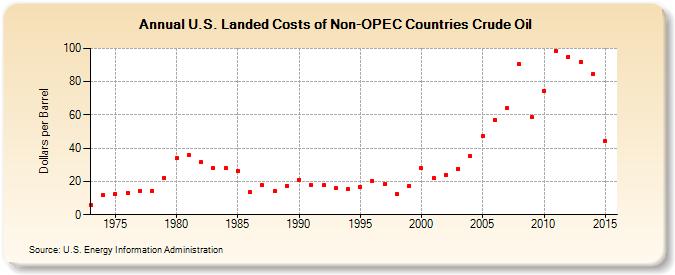 Annual U.S. Landed Costs of Non-OPEC Countries Crude Oil
Dollars per Barrel
100
80
60
40
20
0
1975 1980 1985 1990 1995 2000 2005 2010 2015
Source: U.S. Energy Information Administration